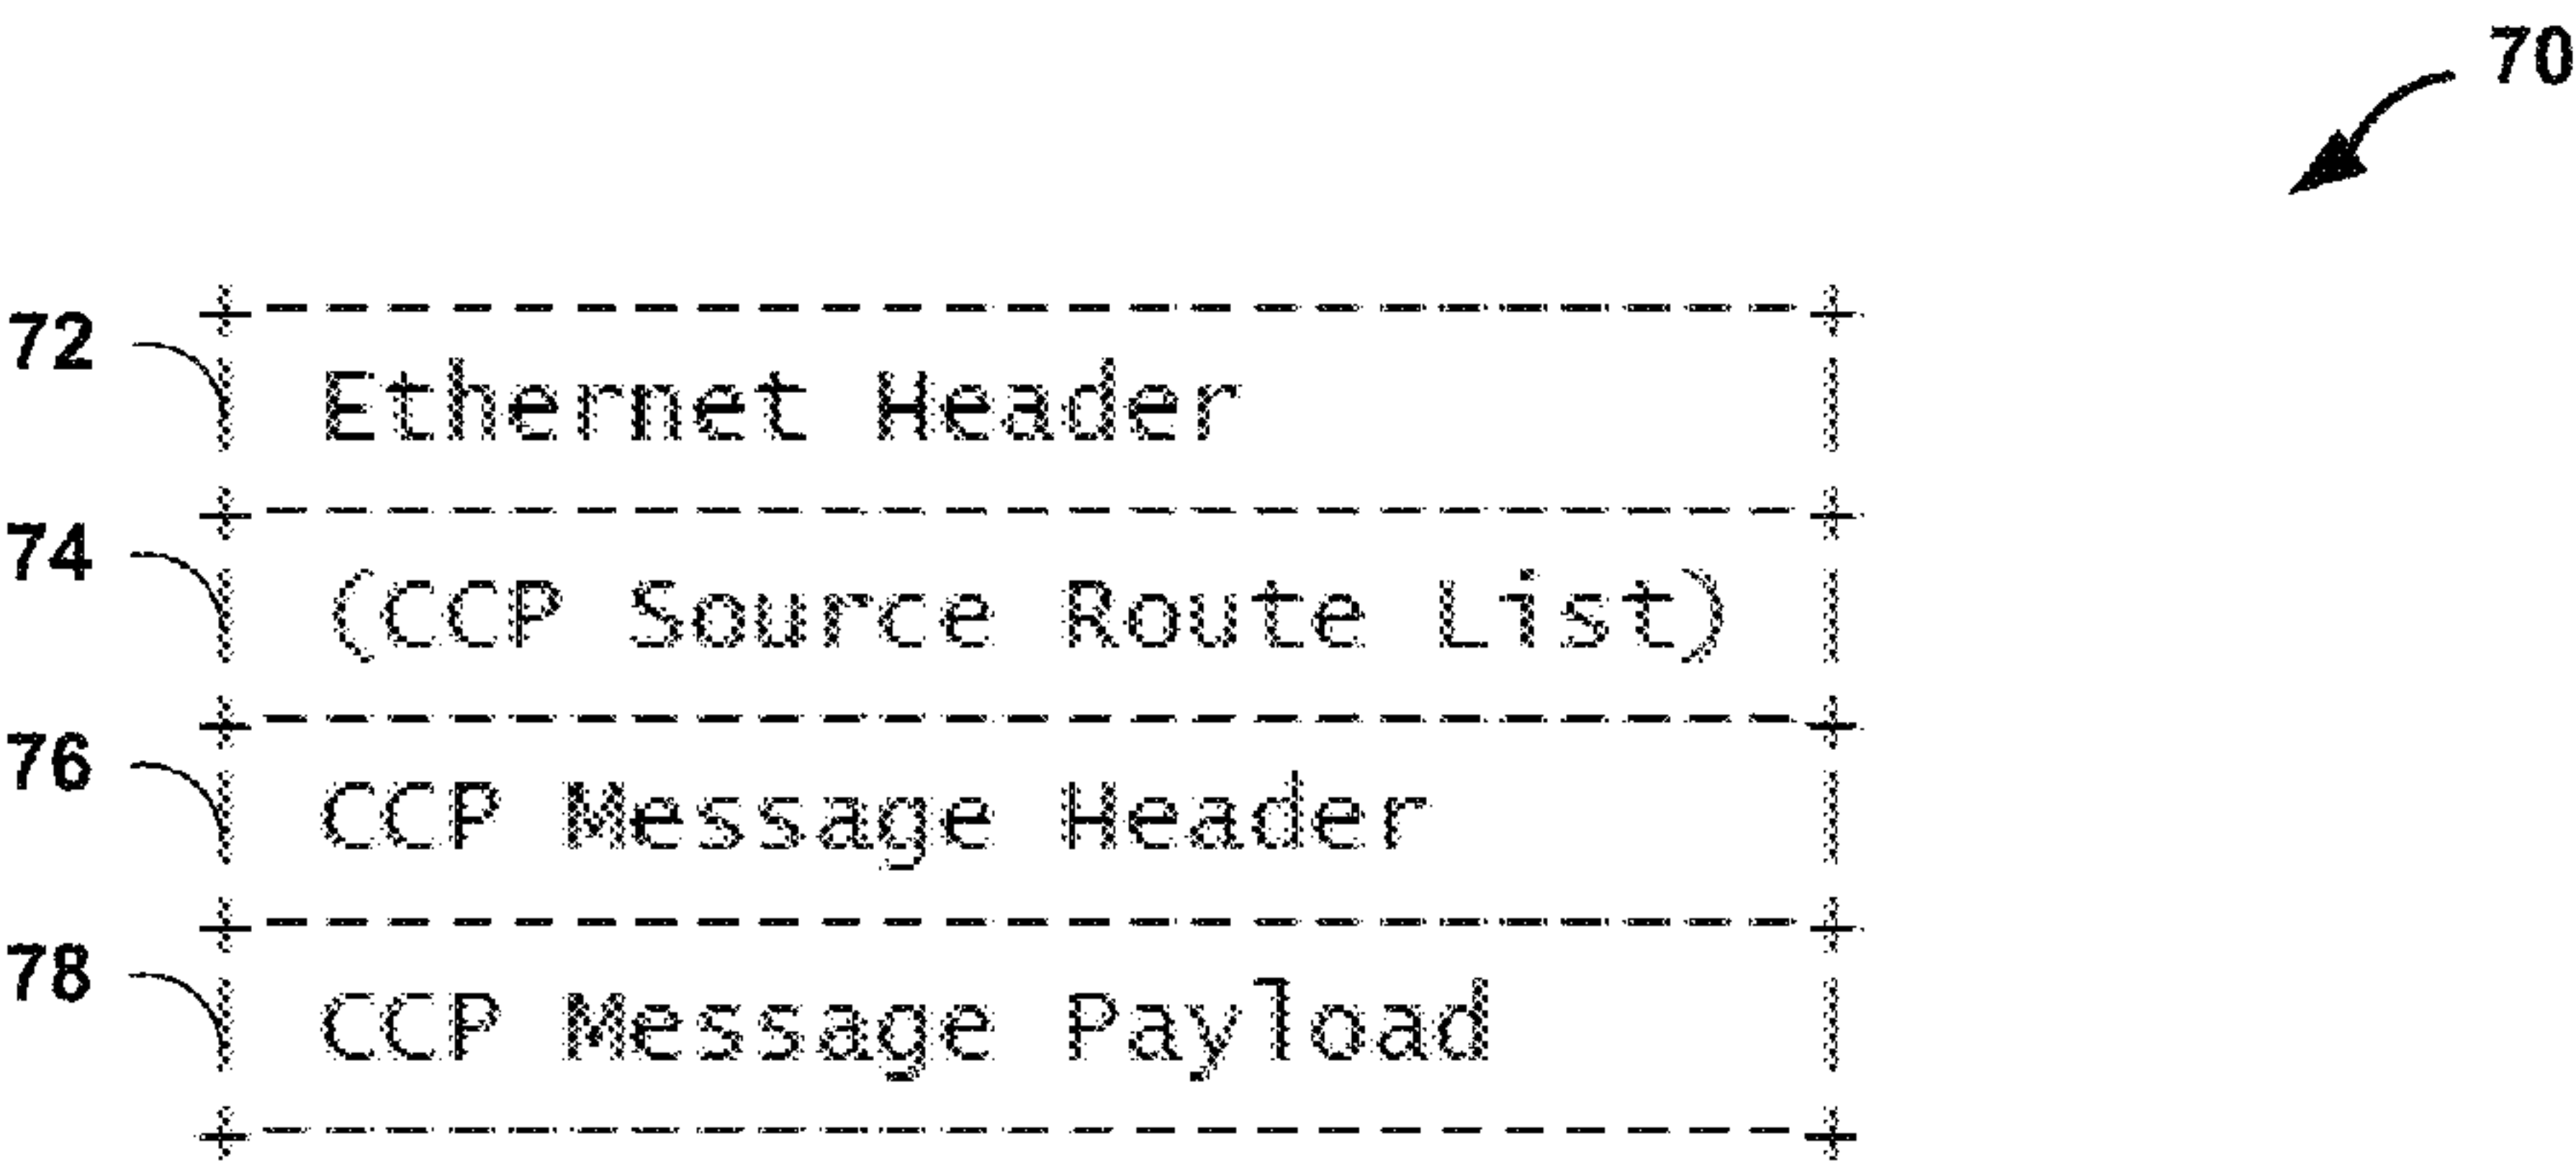 70
72 Ethernet Header
74 (CCP Source Route List)
76 CCP Message Header
78 CCP Message Payload